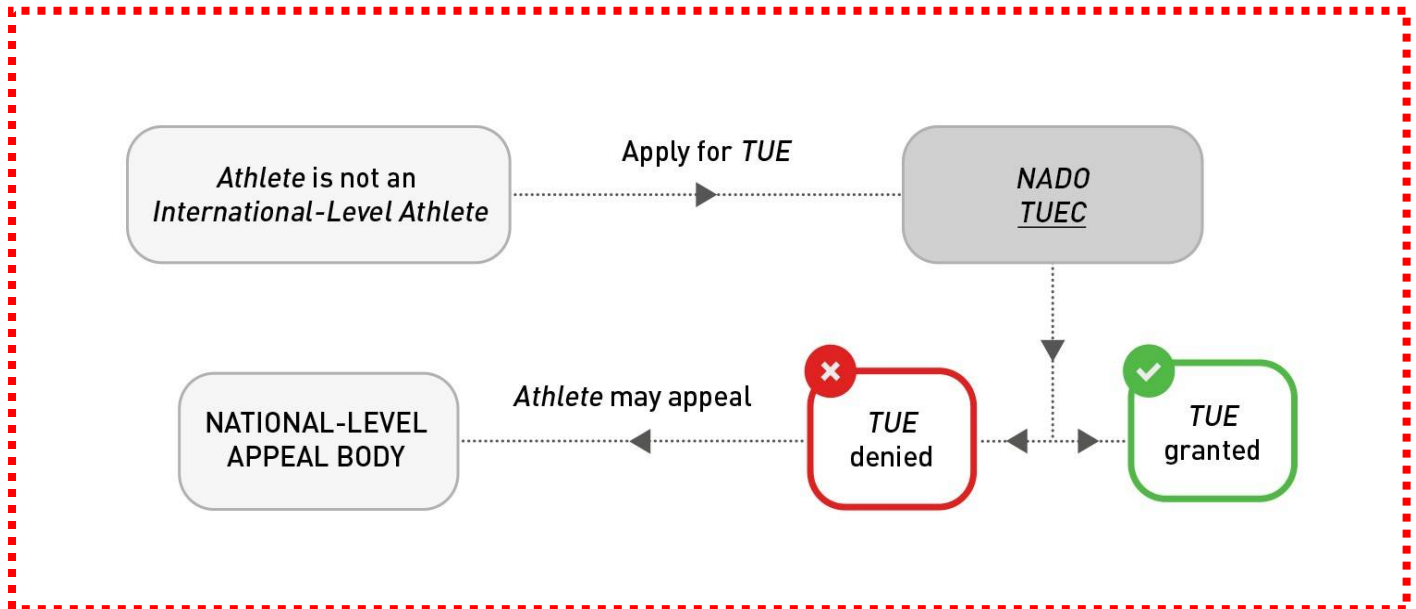 Athlete is not an
International-Level Athlete
Apply for TUE
NADO
TUEC
NATIONAL-LEVEL
APPEAL BODY
Athlete may appeal
TUE
denied
TUE
granted